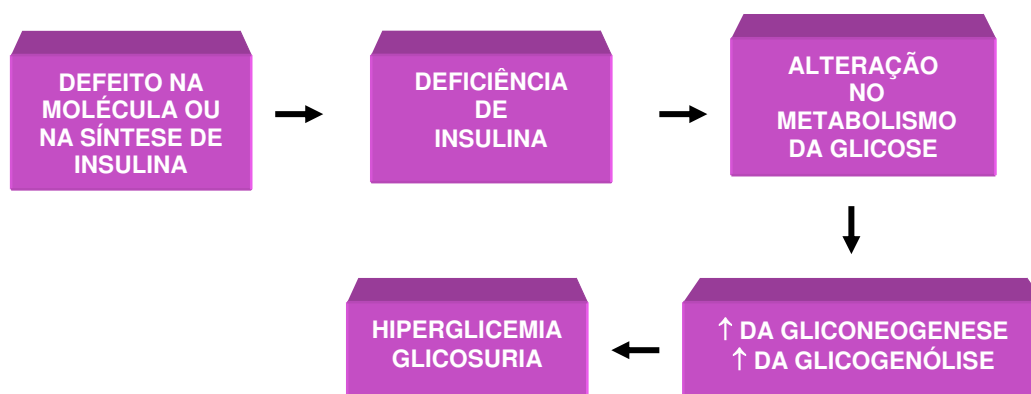 DEFEITO NA
MOLÉCULA OU
NA SÍNTESE DE
INSULINA
DEFICIÊNCIA
DE
INSULINA
ALTERAÇÃO
NO
METABOLISMO
DA GLICOSE
↑ DA GLICONEOGENESE
↑ DA GLICOGENÓLISE
HIPERGLICEMIA
GLICOSURIA